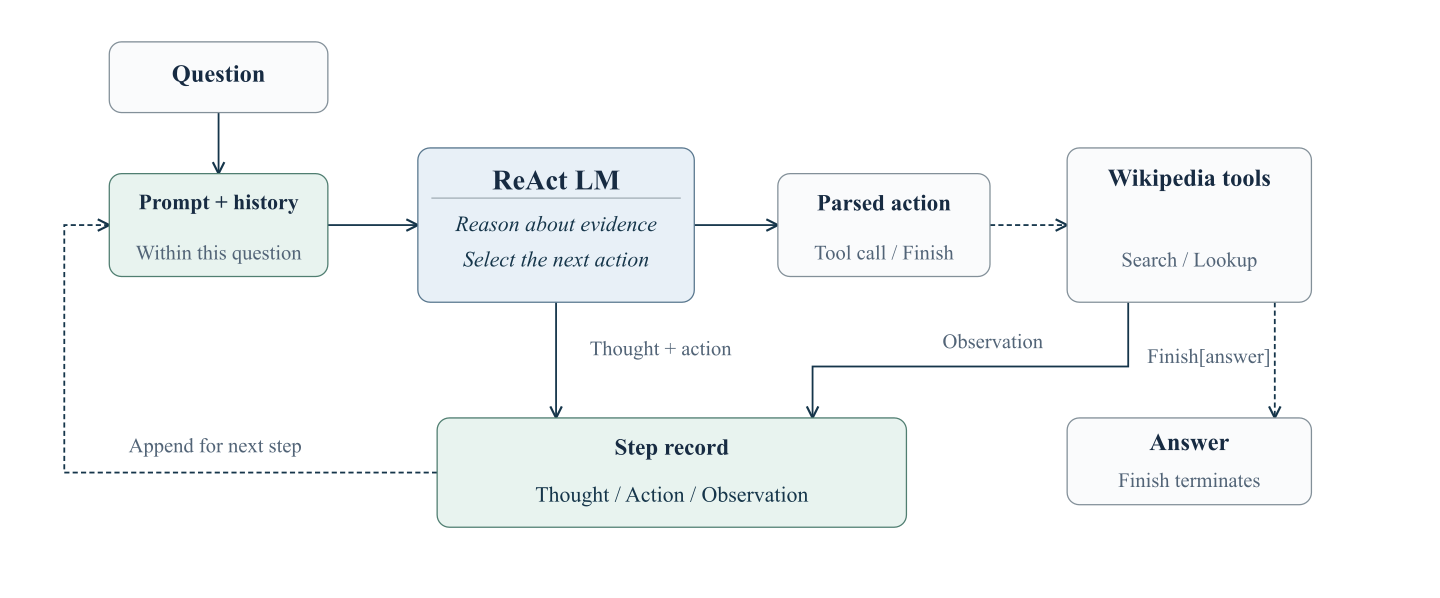 Question
Prompt + history
Within this question
ReAct LM
Reason about evidence
Select the next action
Parsed action
Tool call / Finish
Wikipedia tools
Search / Lookup
Thought + action
Observation
Finish[answer]
Append for next step
Step record
Thought / Action / Observation
Answer
Finish terminates